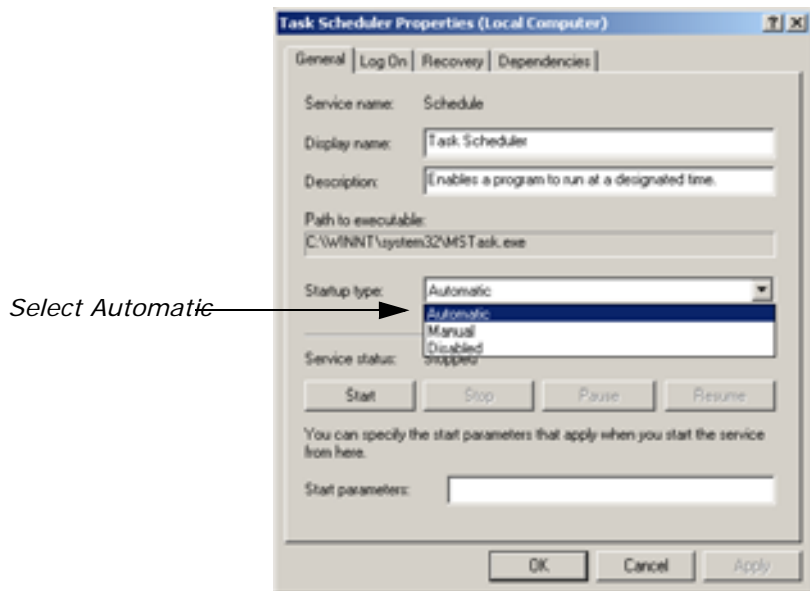 Task Scheduler Properties (Local Computer)
General Log On Recovery Dependencies
Service name: Schedule
Display name: Task Scheduler
Description: Enables a program to run at a designated time.
Path to executable:
C:\WINNT\system32\MSTask.exe
Startup type: Automatic
Select Automatic
Automatic
Manual
Disabled
Service status: Stopped
Start Stop Pause Resume
You can specify the start parameters that apply when you start the service
from here.
Start parameters:
OK Cancel Apply